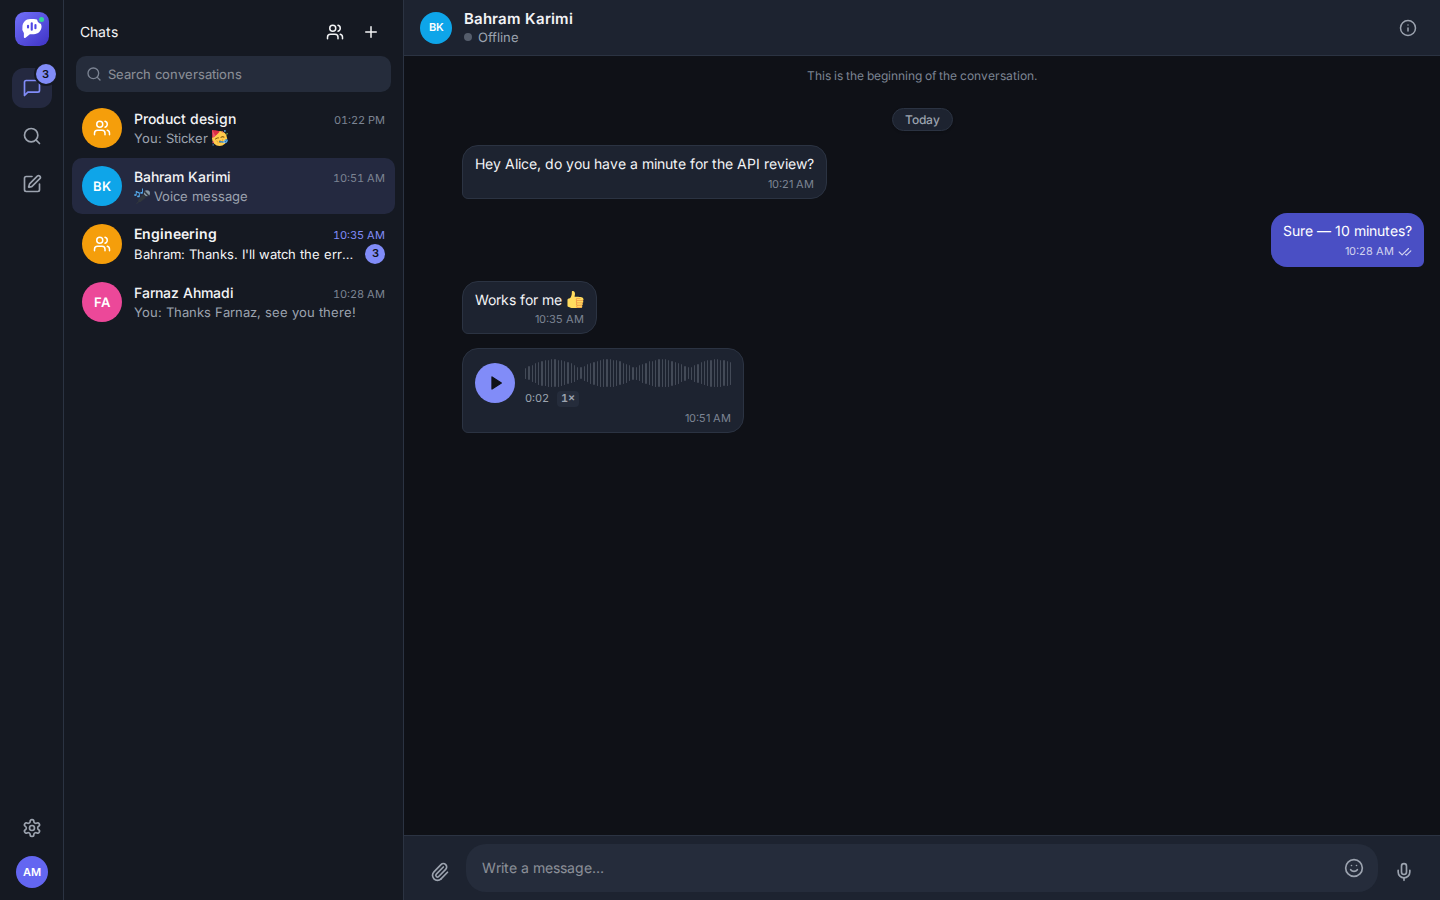 3
AM
Chats
Search conversations
Product design 01:22 PM
You: Sticker 🥳
BK
Bahram Karimi 10:51 AM
🎤 Voice message
Engineering 10:35 AM
Bahram: Thanks. I'll watch the err... 3
FA
Farnaz Ahmadi 10:28 AM
You: Thanks Farnaz, see you there!
BK
Bahram Karimi
Offline
This is the beginning of the conversation.
Today
Hey Alice, do you have a minute for the API review?
10:21 AM
Sure — 10 minutes?
10:28 AM
Works for me 👍
10:35 AM
0:02 1×
10:51 AM
Write a message...